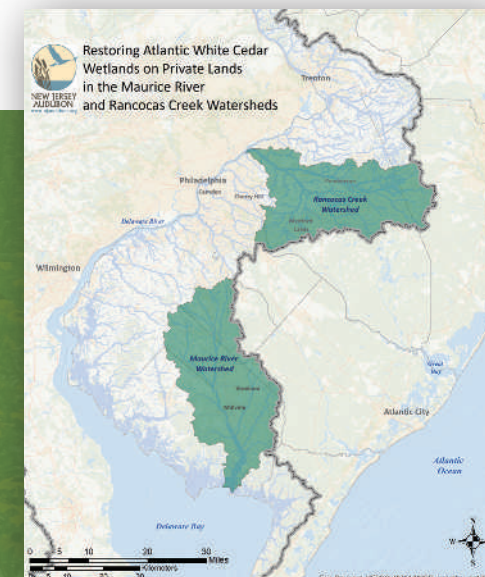 Restoring Atlantic White Cedar
Wetlands on Private Lands
in the Maurice River
and Rancocas Creek Watersheds
NEW JERSEY
AUDUBON
Trenton
Philadelphia
Camden
Cherry Hill
Rancocas Creek
Watershed
Delaware River
Wilmington
Maurice River
Watershed
Vineland
Millville
Great
Bay
Atlantic City
Atlantic
Ocean
Delaware Bay
N
W
E
S
0 5 10 20 30
Miles
Kilometers